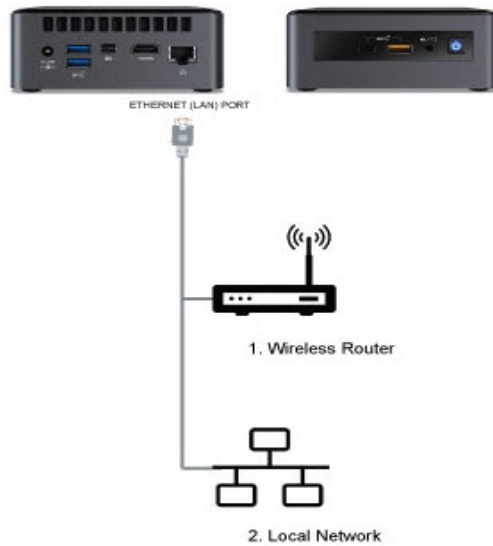 ETHERNET (LAN) PORT
1. Wireless Router
2. Local Network